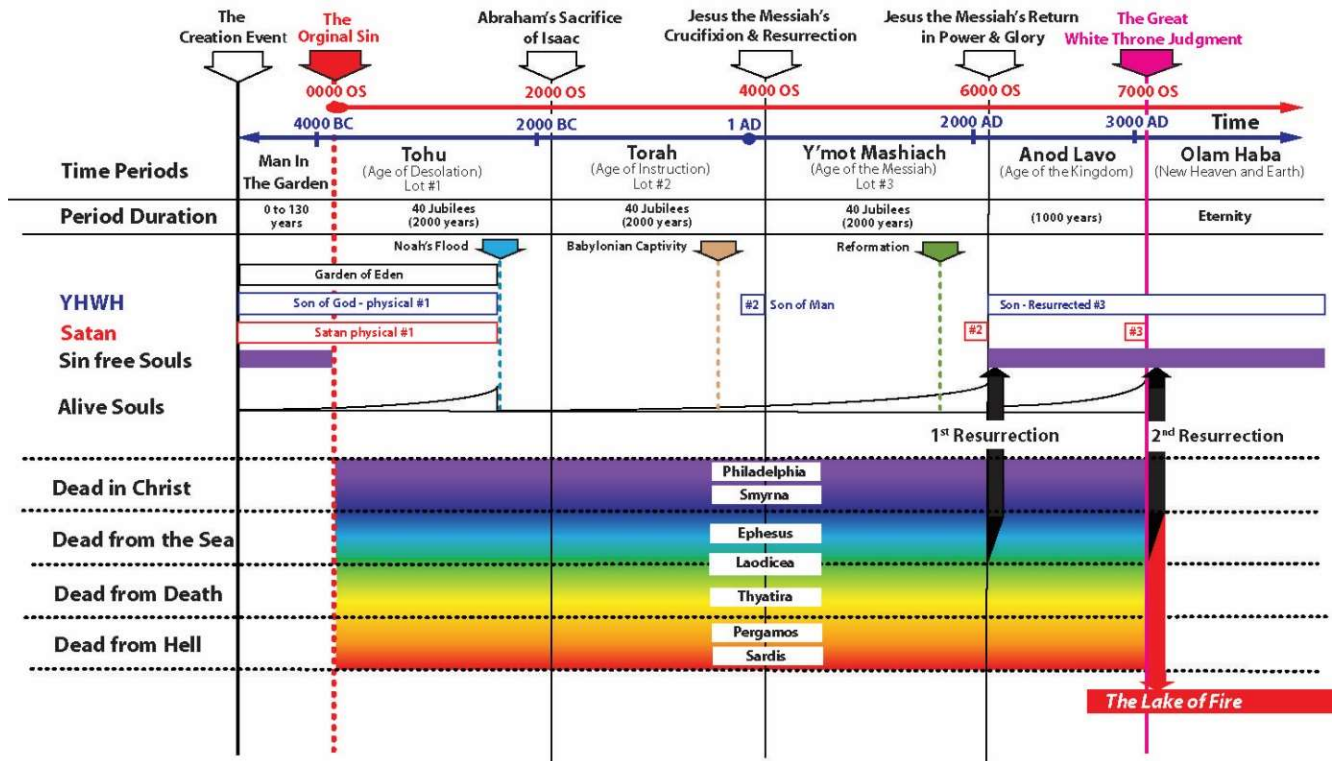 The
Creation Event
The
Orginal Sin
Abraham's Sacrifice
of Isaac
Jesus the Messiah's
Crucifixion & Resurrection
Jesus the Messiah's Return
in Power & Glory
The Great
White Throne Judgment
0000 OS
2000 OS
4000 OS
6000 OS
7000 OS
4000 BC
2000 BC
1 AD
2000 AD
3000 AD
Time
Time Periods
Man In
The Garden
Tohu
(Age of Desolation)
Lot #1
Torah
(Age of Instruction)
Lot #2
Y'mot Mashiach
(Age of the Messiah)
Lot #3
Anod Lavo
(Age of the Kingdom)
Olam Haba
(New Heaven and Earth)
Period Duration
0 to 130
years
40 Jubilees
(2000 years)
40 Jubilees
(2000 years)
40 Jubilees
(2000 years)
(1000 years)
Eternity
Noah's Flood
Babylonian Captivity
Reformation
Garden of Eden
YHWH
Son of God - physical #1
#2
Son of Man
Son - Resurrected #3
Satan
Satan physical #1
#2
#3
Sin free Souls
Alive Souls
1st Resurrection
2nd Resurrection
Dead in Christ
Philadelphia
Smyrna
Dead from the Sea
Ephesus
Laodicea
Dead from Death
Thyatira
Dead from Hell
Pergamos
Sardis
The Lake of Fire